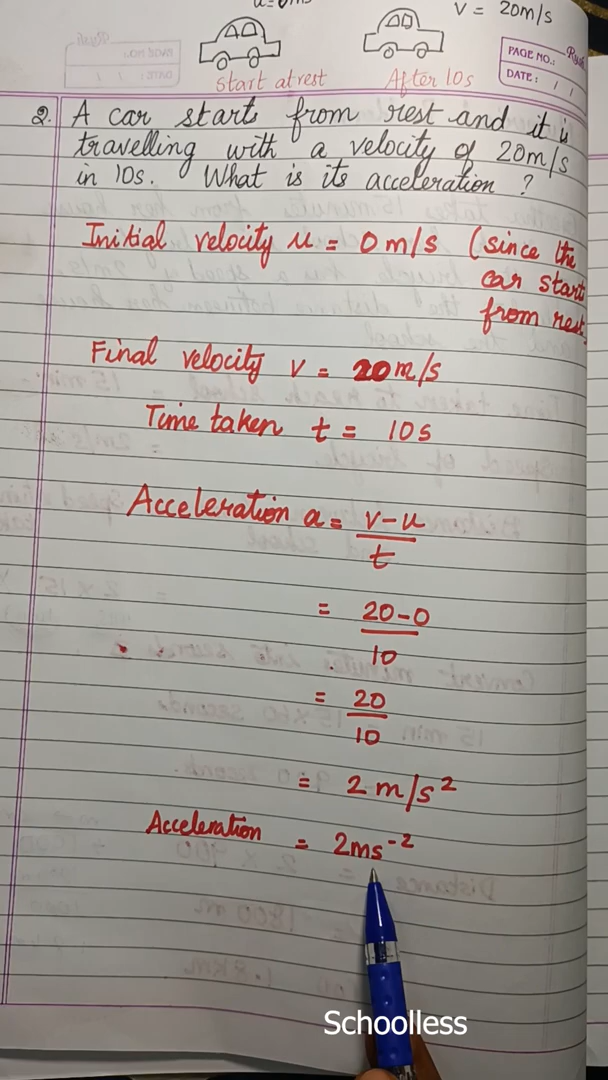 V = 20m/s
Start at rest
After 10s
PAGE NO.:
DATE: / /
2. A car starts from rest and it is
travelling with a velocity of 20m/s
in 10s. What is its acceleration ?
Initial velocity u = 0 m/s (since the
car starts
from rest
Final velocity v = 20 m/s
Time taken t = 10s
Acceleration a = v-u
t
= 20-0
10
= 20
10
= 2 m/s²
Acceleration = 2ms⁻²
Schoolless